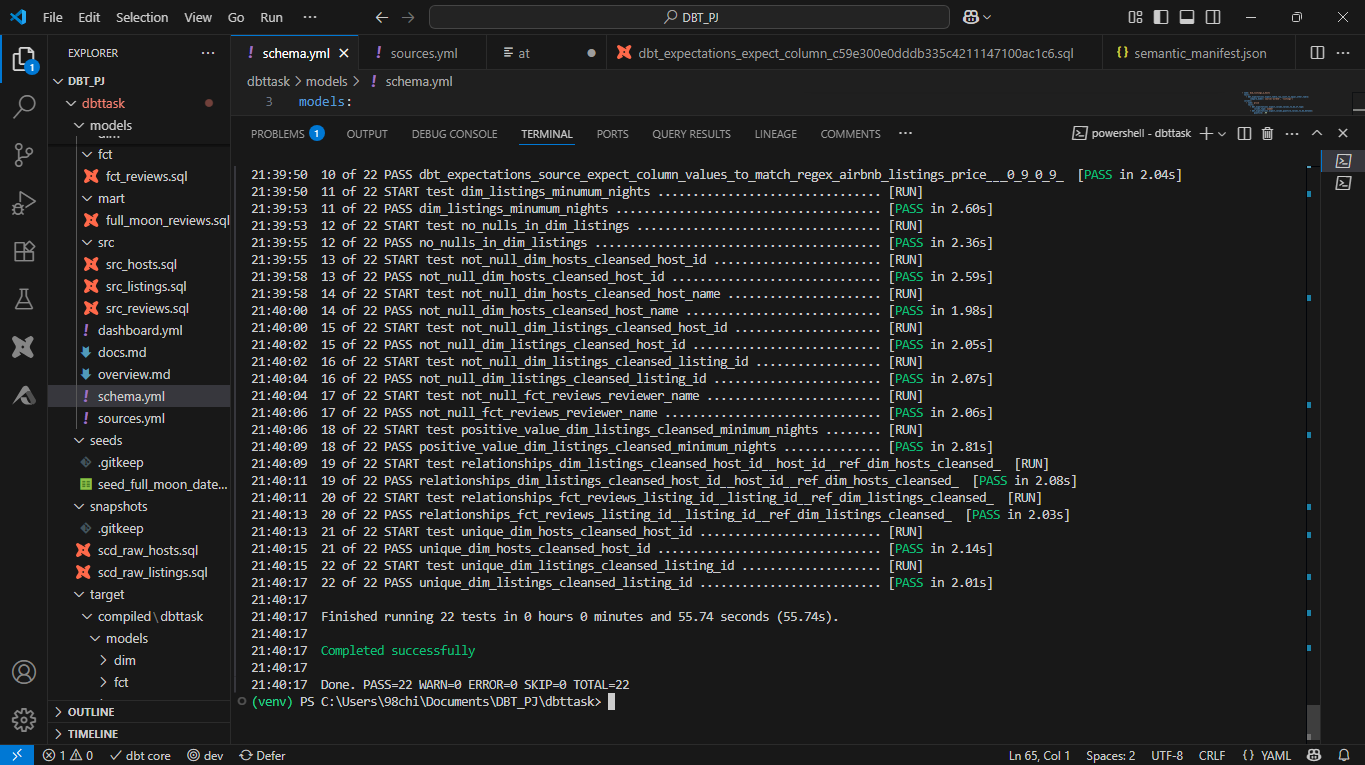 File Edit Selection View Go Run ··· DBT_PJ
EXPLORER ···
DBT_PJ
dbttask
models
fct
fct_reviews.sql
mart
full_moon_reviews.sql
src
src_hosts.sql
src_listings.sql
src_reviews.sql
dashboard.yml
docs.md
overview.md
schema.yml
sources.yml
seeds
.gitkeep
seed_full_moon_date...
snapshots
.gitkeep
scd_raw_hosts.sql
scd_raw_listings.sql
target
compiled\dbttask
models
dim
fct
OUTLINE
TIMELINE
schema.yml sources.yml at dbt_expectations_expect_column_c59e300e0dddb335c4211147100ac1c6.sql semantic_manifest.json ···
dbttask > models > ! schema.yml
3 models:
PROBLEMS 1 OUTPUT DEBUG CONSOLE TERMINAL PORTS QUERY RESULTS LINEAGE COMMENTS ··· powershell - dbttask
21:39:50 10 of 22 PASS dbt_expectations_source_expect_column_values_to_match_regex_airbnb_listings_price___0_9_0_9_ [PASS in 2.04s]
21:39:50 11 of 22 START test dim_listings_minumum_nights ................................ [RUN]
21:39:53 11 of 22 PASS dim_listings_minumum_nights ...................................... [PASS in 2.60s]
21:39:53 12 of 22 START test no_nulls_in_dim_listings ................................... [RUN]
21:39:55 12 of 22 PASS no_nulls_in_dim_listings ......................................... [PASS in 2.36s]
21:39:55 13 of 22 START test not_null_dim_hosts_cleansed_host_id ........................ [RUN]
21:39:58 13 of 22 PASS not_null_dim_hosts_cleansed_host_id .............................. [PASS in 2.59s]
21:39:58 14 of 22 START test not_null_dim_hosts_cleansed_host_name ...................... [RUN]
21:40:00 14 of 22 PASS not_null_dim_hosts_cleansed_host_name ............................ [PASS in 1.98s]
21:40:00 15 of 22 START test not_null_dim_listings_cleansed_host_id ..................... [RUN]
21:40:02 15 of 22 PASS not_null_dim_listings_cleansed_host_id ........................... [PASS in 2.05s]
21:40:02 16 of 22 START test not_null_dim_listings_cleansed_listing_id .................. [RUN]
21:40:04 16 of 22 PASS not_null_dim_listings_cleansed_listing_id ........................ [PASS in 2.07s]
21:40:04 17 of 22 START test not_null_fct_reviews_reviewer_name ......................... [RUN]
21:40:06 17 of 22 PASS not_null_fct_reviews_reviewer_name ............................... [PASS in 2.06s]
21:40:06 18 of 22 START test positive_value_dim_listings_cleansed_minimum_nights ........ [RUN]
21:40:09 18 of 22 PASS positive_value_dim_listings_cleansed_minimum_nights .............. [PASS in 2.81s]
21:40:09 19 of 22 START test relationships_dim_listings_cleansed_host_id__host_id__ref_dim_hosts_cleansed_ [RUN]
21:40:11 19 of 22 PASS relationships_dim_listings_cleansed_host_id__host_id__ref_dim_hosts_cleansed_ [PASS in 2.08s]
21:40:11 20 of 22 START test relationships_fct_reviews_listing_id__listing_id__ref_dim_listings_cleansed_ [RUN]
21:40:13 20 of 22 PASS relationships_fct_reviews_listing_id__listing_id__ref_dim_listings_cleansed_ [PASS in 2.03s]
21:40:13 21 of 22 START test unique_dim_hosts_cleansed_host_id .......................... [RUN]
21:40:15 21 of 22 PASS unique_dim_hosts_cleansed_host_id ................................ [PASS in 2.14s]
21:40:15 22 of 22 START test unique_dim_listings_cleansed_listing_id .................... [RUN]
21:40:17 22 of 22 PASS unique_dim_listings_cleansed_listing_id .......................... [PASS in 2.01s]
21:40:17
21:40:17 Finished running 22 tests in 0 hours 0 minutes and 55.74 seconds (55.74s).
21:40:17
21:40:17 Completed successfully
21:40:17
21:40:17 Done. PASS=22 WARN=0 ERROR=0 SKIP=0 TOTAL=22
(venv) PS C:\Users\98chi\Documents\DBT_PJ\dbttask>
1 0 dbt core dev Defer Ln 65, Col 1 Spaces: 2 UTF-8 CRLF {} YAML